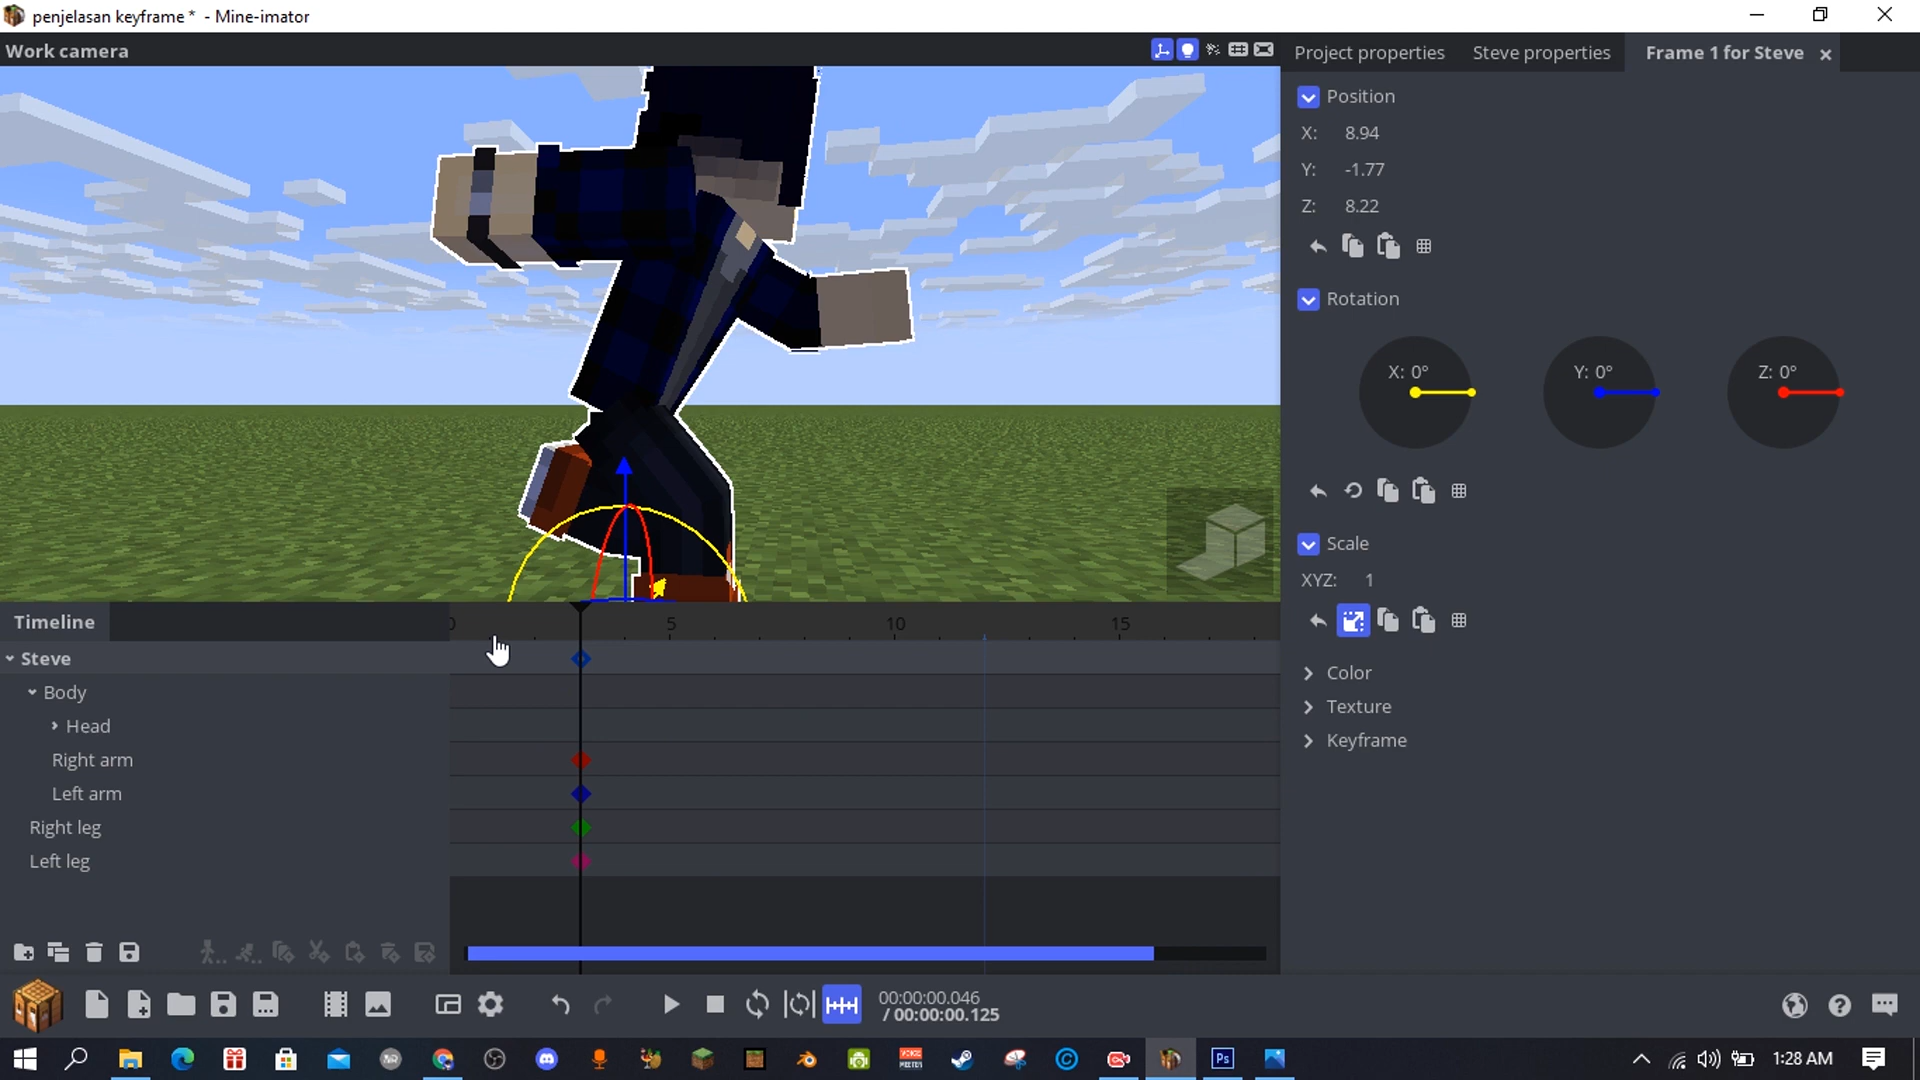 penjelasan keyframe * - Mine-imator
Work camera
Project properties
Steve properties
Frame 1 for Steve
Position
X: 8.94
Y: -1.77
Z: 8.22
Rotation
X: 0°
Y: 0°
Z: 0°
Scale
XYZ: 1
Color
Texture
Keyframe
Timeline
0
5
10
15
Steve
Body
Head
Right arm
Left arm
Right leg
Left leg
00:00:00.046
/ 00:00:00.125
Ps
1:28 AM